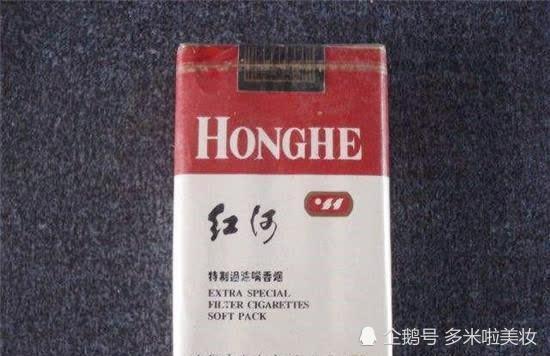 HONGHE
红河
特制過滤嘴香烟
EXTRA SPECIAL
FILTER CIGARETTES
SOFT PACK
企鹅号 多米啦美妆